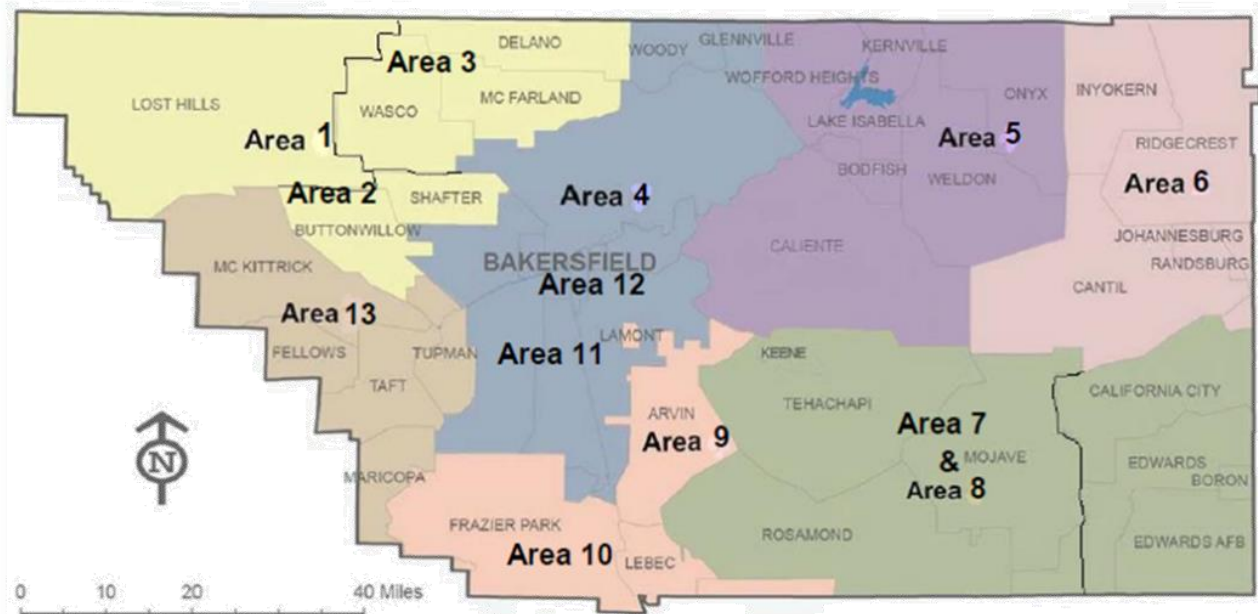 DELANO
WOODY
GLENNVILLE
KERNVILLE
Area 3
WOFFORD HEIGHTS
INYOKERN
ONYX
LOST HILLS
WASCO
MC FARLAND
LAKE ISABELLA
Area 1
Area 5
RIDGECREST
BODFISH
WELDON
Area 6
Area 2
SHAFTER
Area 4
BUTTONWILLOW
JOHANNESBURG
CALIENTE
RANDSBURG
MC KITTRICK
BAKERSFIELD
CANTIL
Area 12
Area 13
LAMONT
FELLOWS
TUPMAN
Area 11
KEENE
TAFT
CALIFORNIA CITY
TEHACHAPI
ARVIN
Area 7
Area 9
&
MOJAVE
EDWARDS
MARICOPA
BORON
Area 8
N
FRAZIER PARK
ROSAMOND
EDWARDS AFB
Area 10
LEBEC
0 10 20 40 Miles